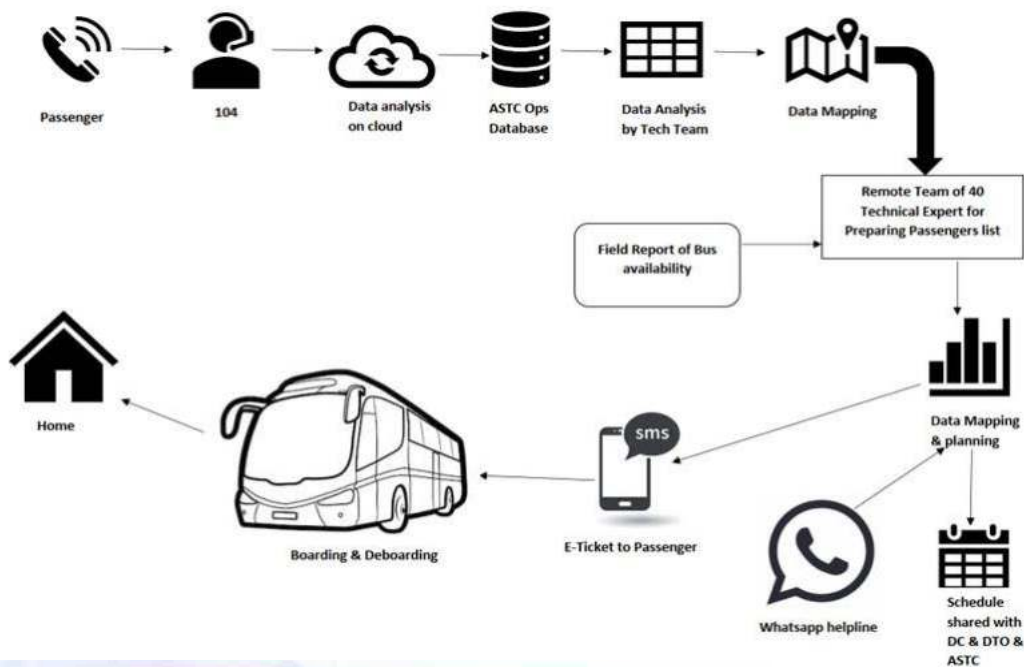 Passenger
104
Data analysis
on cloud
ASTC Ops
Database
Data Analysis
by Tech Team
Data Mapping
Remote Team of 40
Technical Expert for
Preparing Passengers list
Field Report of Bus
availability
Data Mapping
& planning
Home
sms
Boarding & Deboarding
E-Ticket to Passenger
Whatsapp helpline
Schedule
shared with
DC & DTO &
ASTC